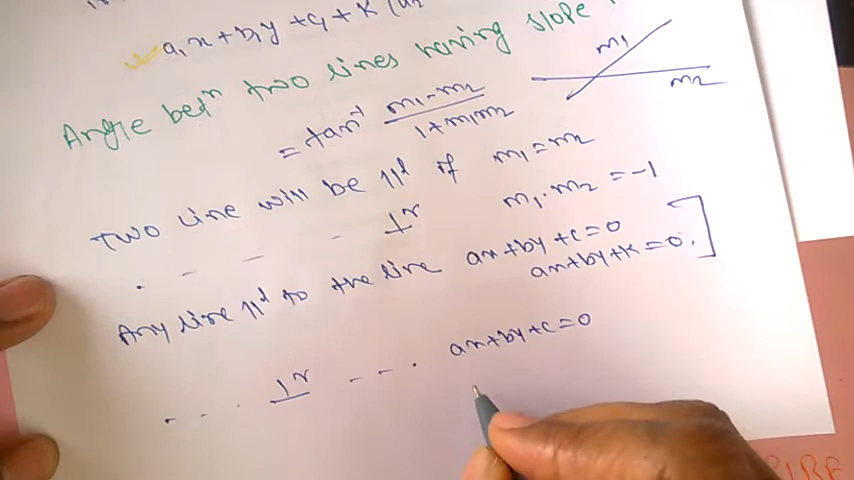 a₁x + b₁y + c₁ + K (a₂
Angle betⁿ two lines having slope
m₁
m₂
= tan⁻¹ m₁-m₂ / 1+m₁m₂
Two line will be 11ᵈ if m₁ = m₂
. - - - ⊥ʳ m₁ . m₂ = -1
Any line 11ᵈ to the line ax+by+c=0
ax+by+K=0.
. - . ⊥ʳ - - . ax+by+c=0